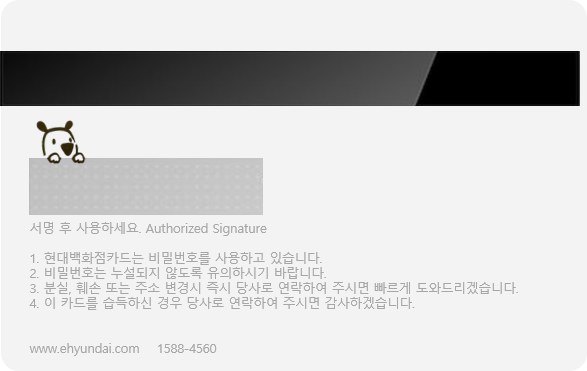 서명 후 사용하세요. Authorized Signature
1. 현대백화점카드는 비밀번호를 사용하고 있습니다.
2. 비밀번호는 누설되지 않도록 유의하시기 바랍니다.
3. 분실, 훼손 또는 주소 변경시 즉시 당사로 연락하여 주시면 빠르게 도와드리겠습니다.
4. 이 카드를 습득하신 경우 당사로 연락하여 주시면 감사하겠습니다.
www.ehyundai.com 1588-4560